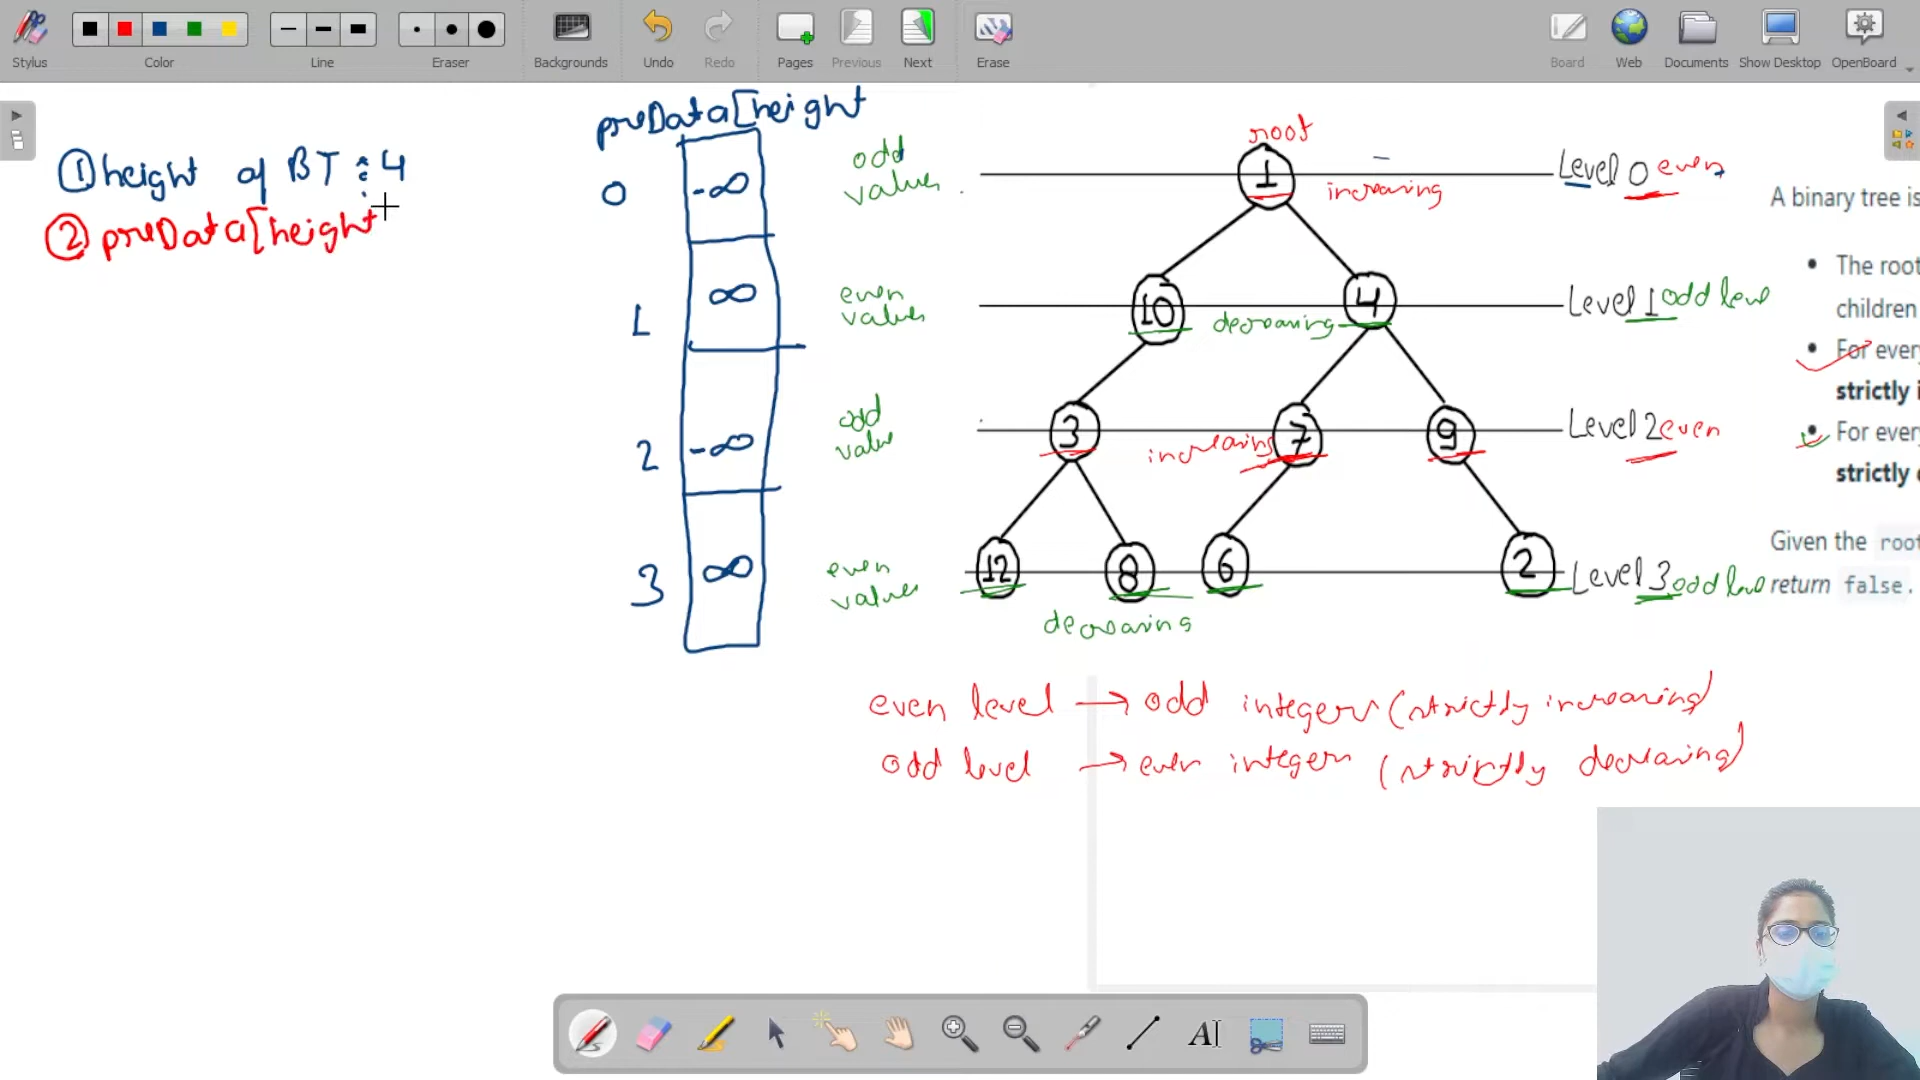 Stylus
Color
Line
Eraser
Backgrounds
Undo
Redo
Pages
Previous
Next
Erase
Board
Web
Documents
Show Desktop
OpenBoard
① height of BT : 4
② preData[height
preData[height
0
-∞
odd
values
1
∞
even
values
2
-∞
odd
value
3
∞
even
values
root
1
increasing
Level 0 even
10
decreasing
4
Level 1 odd level
3
increasing
7
9
Level 2 even
12
8
6
2
Level 3 odd level
decreasing
even level → odd integers (strictly increasing)
odd level → even integers (strictly decreasing)
A binary tree is
• The root
children
• For every
strictly i
• For every
strictly
Given the root
return false.
AI